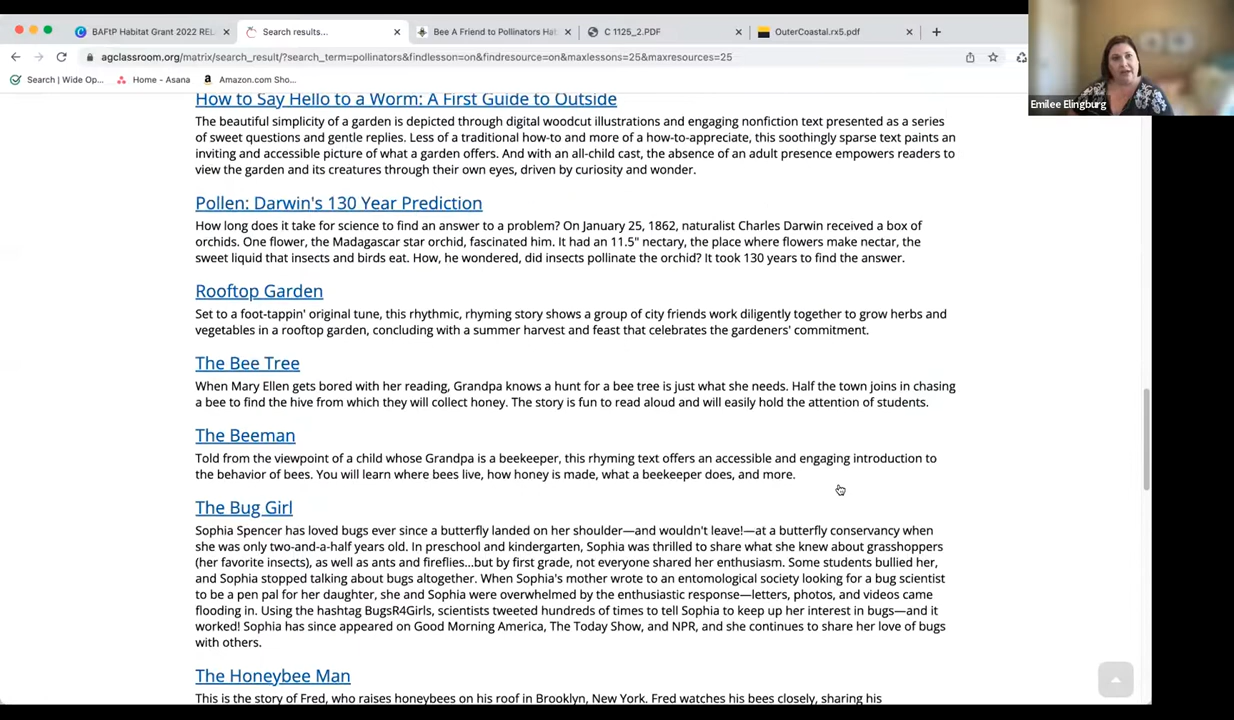 BAFtP Habitat Grant 2022 REL
Search results...
Bee A Friend to Pollinators Hab
C 1125_2.PDF
OuterCoastal.rx5.pdf
agclassroom.org/matrix/search_result/?search_term=pollinators&findlesson=on&findresource=on&maxlessons=25&maxresources=25
Search | Wide Op...
Home - Asana
Amazon.com Sho...
Emilee Elingburg
How to Say Hello to a Worm: A First Guide to Outside
The beautiful simplicity of a garden is depicted through digital woodcut illustrations and engaging nonfiction text presented as a series
of sweet questions and gentle replies. Less of a traditional how-to and more of a how-to-appreciate, this soothingly sparse text paints an
inviting and accessible picture of what a garden offers. And with an all-child cast, the absence of an adult presence empowers readers to
view the garden and its creatures through their own eyes, driven by curiosity and wonder.
Pollen: Darwin's 130 Year Prediction
How long does it take for science to find an answer to a problem? On January 25, 1862, naturalist Charles Darwin received a box of
orchids. One flower, the Madagascar star orchid, fascinated him. It had an 11.5" nectary, the place where flowers make nectar, the
sweet liquid that insects and birds eat. How, he wondered, did insects pollinate the orchid? It took 130 years to find the answer.
Rooftop Garden
Set to a foot-tappin' original tune, this rhythmic, rhyming story shows a group of city friends work diligently together to grow herbs and
vegetables in a rooftop garden, concluding with a summer harvest and feast that celebrates the gardeners' commitment.
The Bee Tree
When Mary Ellen gets bored with her reading, Grandpa knows a hunt for a bee tree is just what she needs. Half the town joins in chasing
a bee to find the hive from which they will collect honey. The story is fun to read aloud and will easily hold the attention of students.
The Beeman
Told from the viewpoint of a child whose Grandpa is a beekeeper, this rhyming text offers an accessible and engaging introduction to
the behavior of bees. You will learn where bees live, how honey is made, what a beekeeper does, and more.
The Bug Girl
Sophia Spencer has loved bugs ever since a butterfly landed on her shoulder—and wouldn't leave!—at a butterfly conservancy when
she was only two-and-a-half years old. In preschool and kindergarten, Sophia was thrilled to share what she knew about grasshoppers
(her favorite insects), as well as ants and fireflies...but by first grade, not everyone shared her enthusiasm. Some students bullied her,
and Sophia stopped talking about bugs altogether. When Sophia's mother wrote to an entomological society looking for a bug scientist
to be a pen pal for her daughter, she and Sophia were overwhelmed by the enthusiastic response—letters, photos, and videos came
flooding in. Using the hashtag BugsR4Girls, scientists tweeted hundreds of times to tell Sophia to keep up her interest in bugs—and it
worked! Sophia has since appeared on Good Morning America, The Today Show, and NPR, and she continues to share her love of bugs
with others.
The Honeybee Man
This is the story of Fred, who raises honeybees on his roof in Brooklyn, New York. Fred watches his bees closely, sharing his